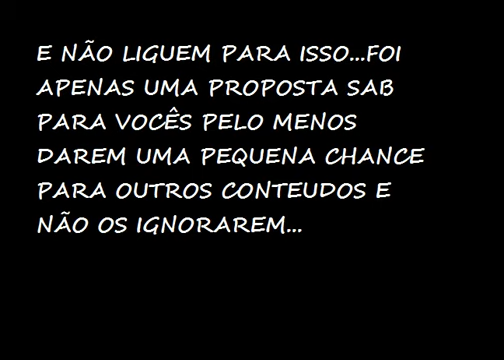 E NÃO LIGUEM PARA ISSO...FOI
APENAS UMA PROPOSTA SAB
PARA VOCÊS PELO MENOS
DAREM UMA PEQUENA CHANCE
PARA OUTROS CONTEUDOS E
NÃO OS IGNORAREM...